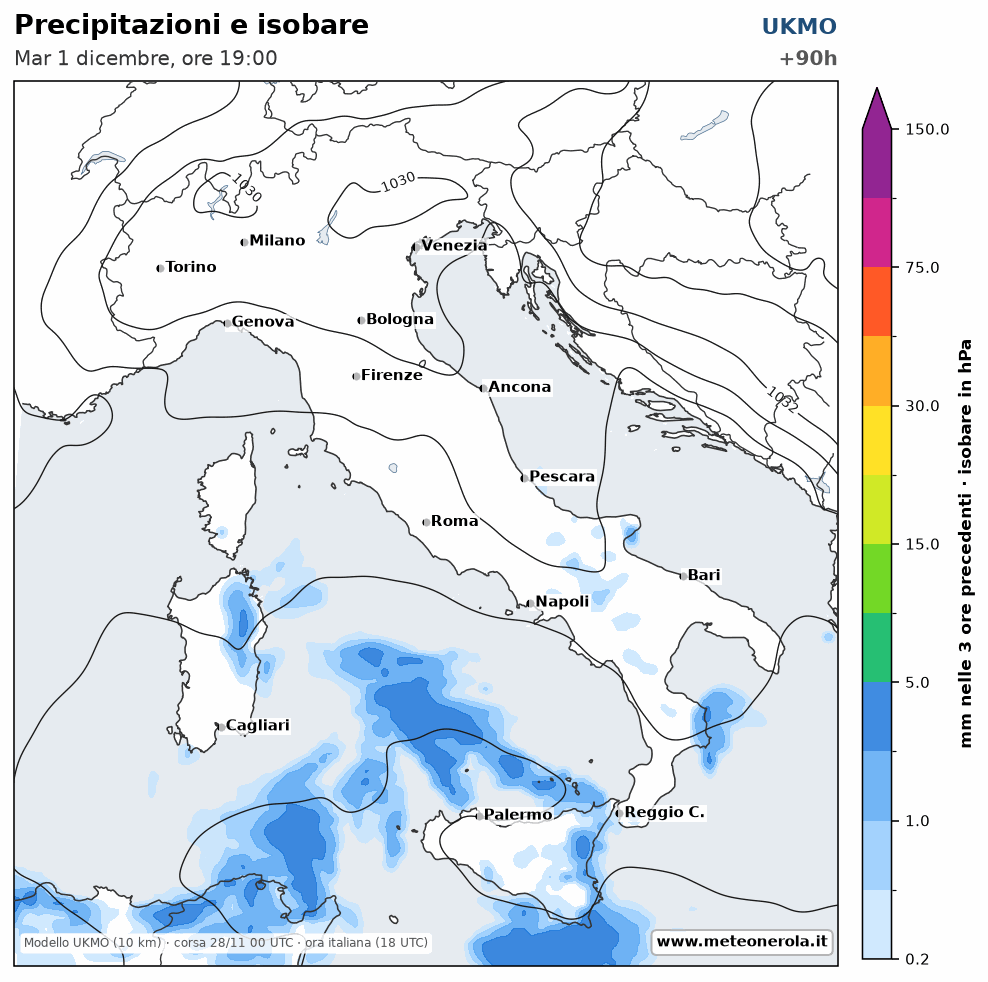 Precipitazioni e isobare
UKMO
Mar 1 dicembre, ore 19:00
+90h
150.0
75.0
30.0
15.0
5.0
1.0
0.2
mm nelle 3 ore precedenti · isobare in hPa
1030
1030
Milano
Venezia
Torino
Genova
Bologna
Firenze
Ancona
1032
Pescara
Roma
Bari
Napoli
Cagliari
Palermo
Reggio C.
Modello UKMO (10 km) · corsa 28/11 00 UTC · ora italiana (18 UTC)
www.meteonerola.it